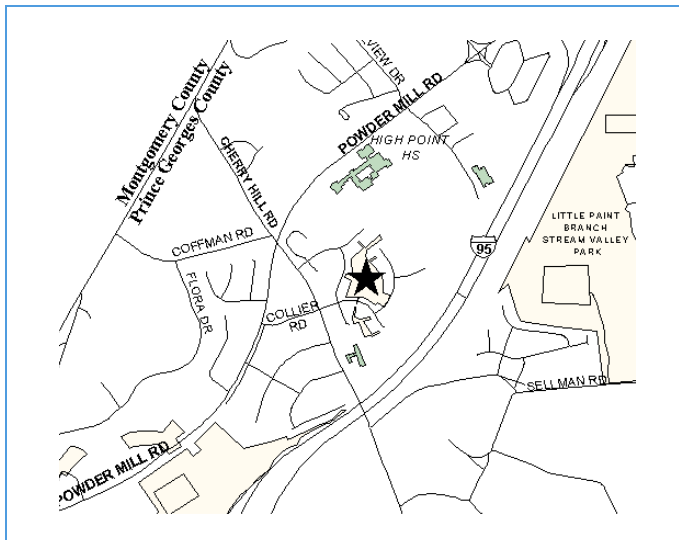 VIEW DR
POWDER MILL RD
Montgomery County
Prince Georges County
HIGH POINT
HS
CHERRY HILL RD
COFFMAN RD
95
LITTLE PAINT
BRANCH
STREAM VALLEY
PARK
FLORA DR
COLLIER
RD
SELLMAN RD
POWDER MILL RD